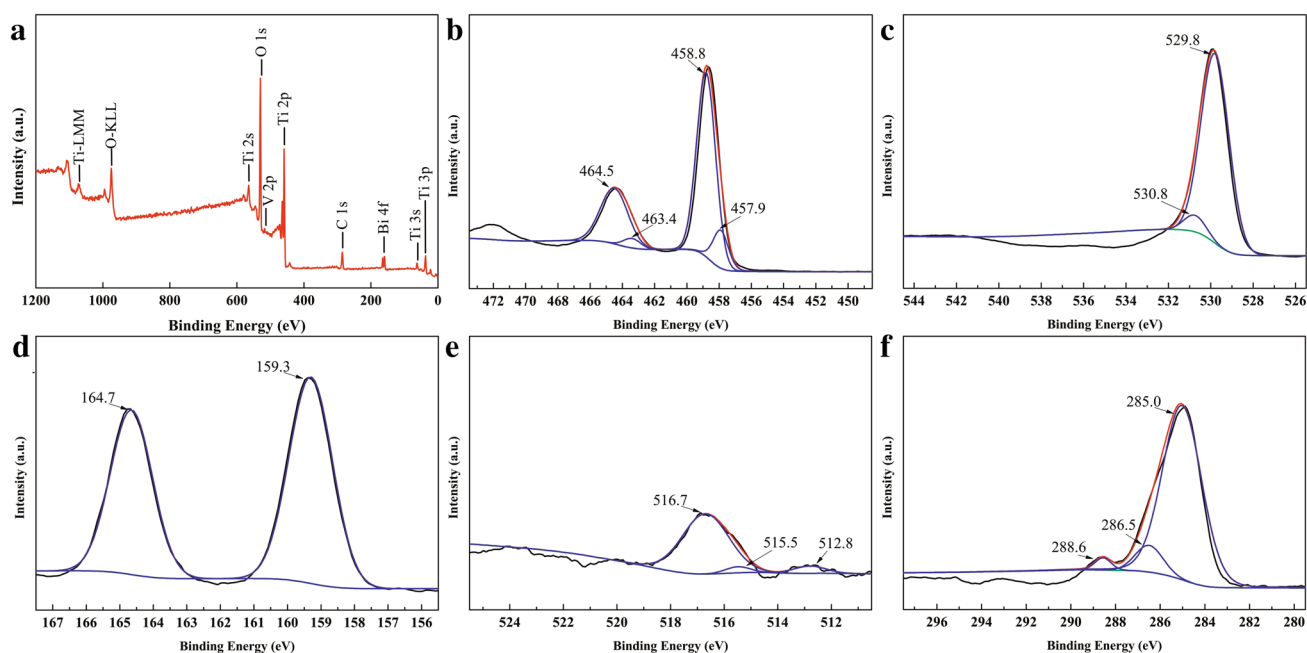 a
Intensity (a.u.)
Ti-LMM
O-KLL
Ti 2s
O 1s
V 2p
Ti 2p
C 1s
Bi 4f
Ti 3s
Ti 3p
1200 1000 800 600 400 200 0
Binding Energy (eV)
b
Intensity (a.u.)
458.8
464.5
463.4
457.9
472 470 468 466 464 462 460 458 456 454 452 450
Binding Energy (eV)
c
Intensity (a.u.)
529.8
530.8
544 542 540 538 536 534 532 530 528 526
Binding Energy (eV)
d
Intensity (a.u.)
164.7
159.3
167 166 165 164 163 162 161 160 159 158 157 156
Binding Energy (eV)
e
Intensity (a.u.)
516.7
515.5
512.8
524 522 520 518 516 514 512
Binding Energy (eV)
f
Intensity (a.u.)
285.0
286.5
288.6
296 294 292 290 288 286 284 282 280
Binding Energy (eV)